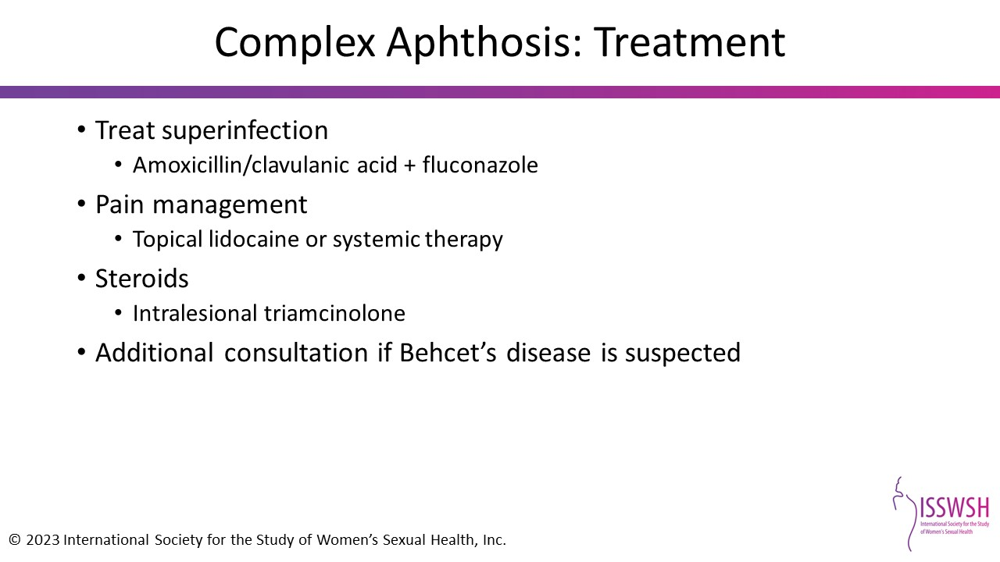 Complex Aphthosis: Treatment
• Treat superinfection
• Amoxicillin/clavulanic acid + fluconazole
• Pain management
• Topical lidocaine or systemic therapy
• Steroids
• Intralesional triamcinolone
• Additional consultation if Behcet’s disease is suspected
ISSWSH
International Society for the Study
of Women's Sexual Health
© 2023 International Society for the Study of Women’s Sexual Health, Inc.